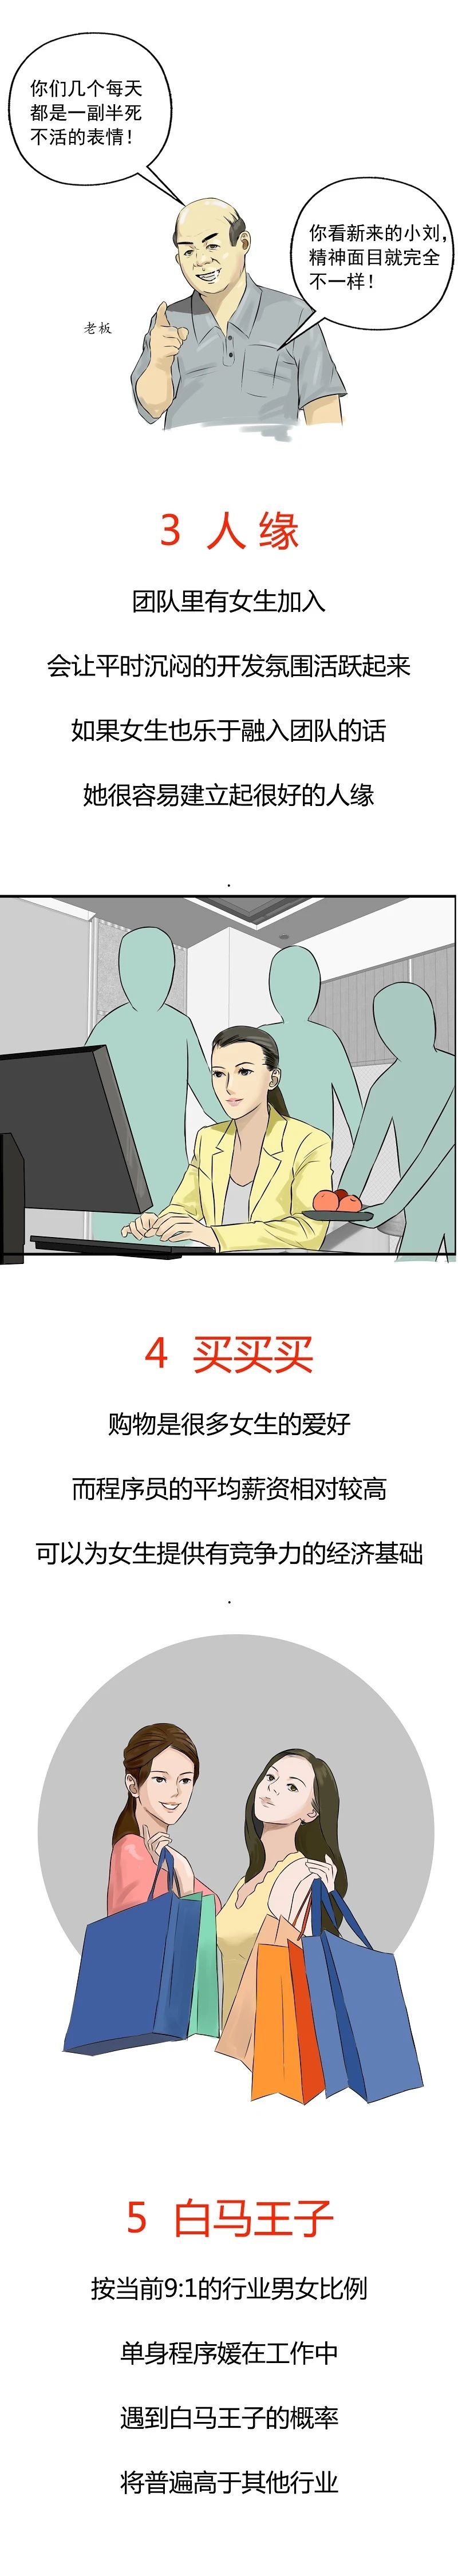 你们几个每天
都是一副半死
不活的表情！
你看新来的小刘，
精神面目就完全
不一样！
老板
3 人 缘
团队里有女生加入
会让平时沉闷的开发氛围活跃起来
如果女生也乐于融入团队的话
她很容易建立起很好的人缘
.
4 买买买
购物是很多女生的爱好
而程序员的平均薪资相对较高
可以为女生提供有竞争力的经济基础
.
5 白马王子
按当前9:1的行业男女比例
单身程序媛在工作中
遇到白马王子的概率
将普遍高于其他行业